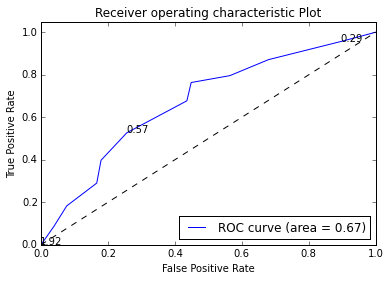 Receiver operating characteristic Plot
True Positive Rate
1.0
0.8
0.6
0.4
0.2
0.0
0.29
0.57
1.92
ROC curve (area = 0.67)
0.0 0.2 0.4 0.6 0.8 1.0
False Positive Rate